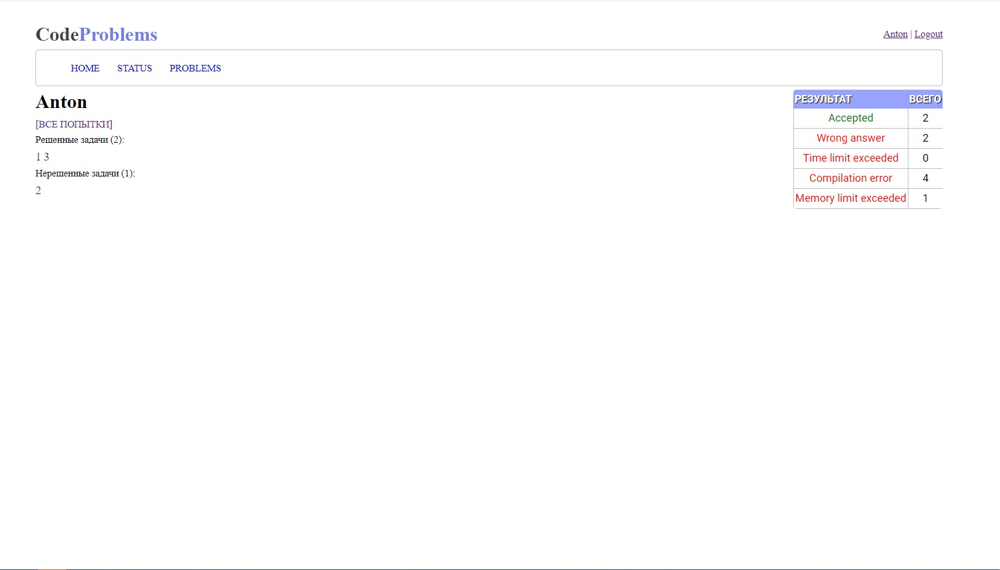 CodeProblems
Anton | Logout
HOME STATUS PROBLEMS
Anton
[ВСЕ ПОПЫТКИ]
Решенные задачи (2):
1 3
Нерешенные задачи (1):
2
РЕЗУЛЬТАТ ВСЕГО
Accepted 2
Wrong answer 2
Time limit exceeded 0
Compilation error 4
Memory limit exceeded 1